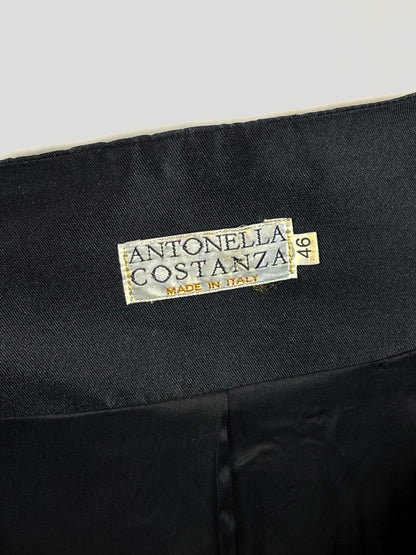 ANTONELLA
COSTANZA
MADE IN ITALY
46